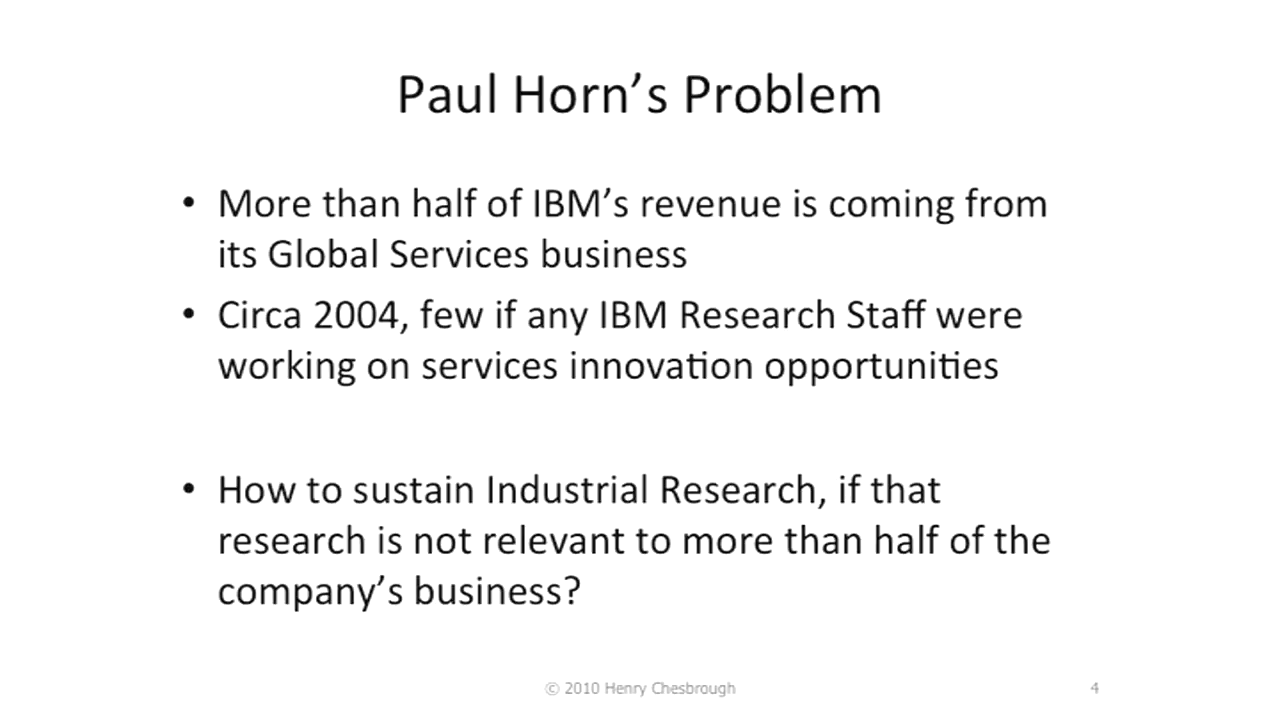 Paul Horn’s Problem
• More than half of IBM’s revenue is coming from
its Global Services business
• Circa 2004, few if any IBM Research Staff were
working on services innovation opportunities
• How to sustain Industrial Research, if that
research is not relevant to more than half of the
company’s business?
© 2010 Henry Chesbrough
4